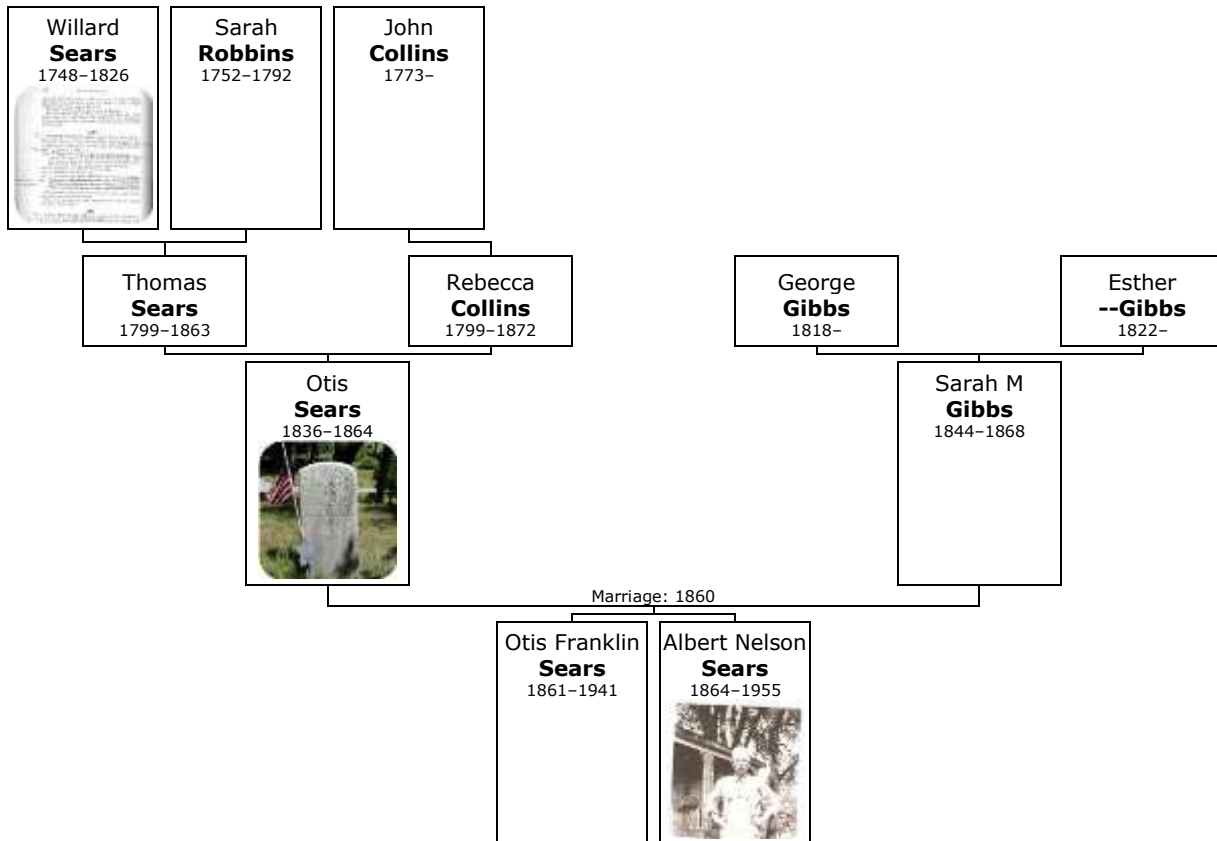 Willard
Sears
1748–1826
Sarah
Robbins
1752–1792
John
Collins
1773–
Thomas
Sears
1799–1863
Rebecca
Collins
1799–1872
George
Gibbs
1818–
Esther
--Gibbs
1822–
Otis
Sears
1836–1864
Sarah M
Gibbs
1844–1868
Marriage: 1860
Otis Franklin
Sears
1861–1941
Albert Nelson
Sears
1864–1955